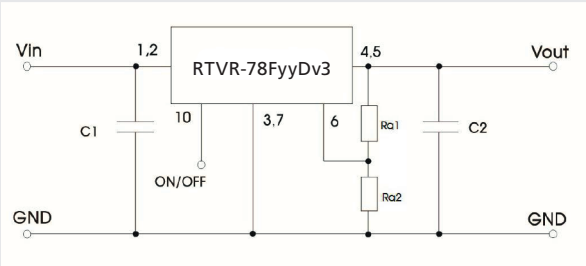 Vin
1,2
RTVR-78FyyDv3
4,5
Vout
C1
10
3,7
6
Ra1
C2
ON/OFF
Ra2
GND
GND